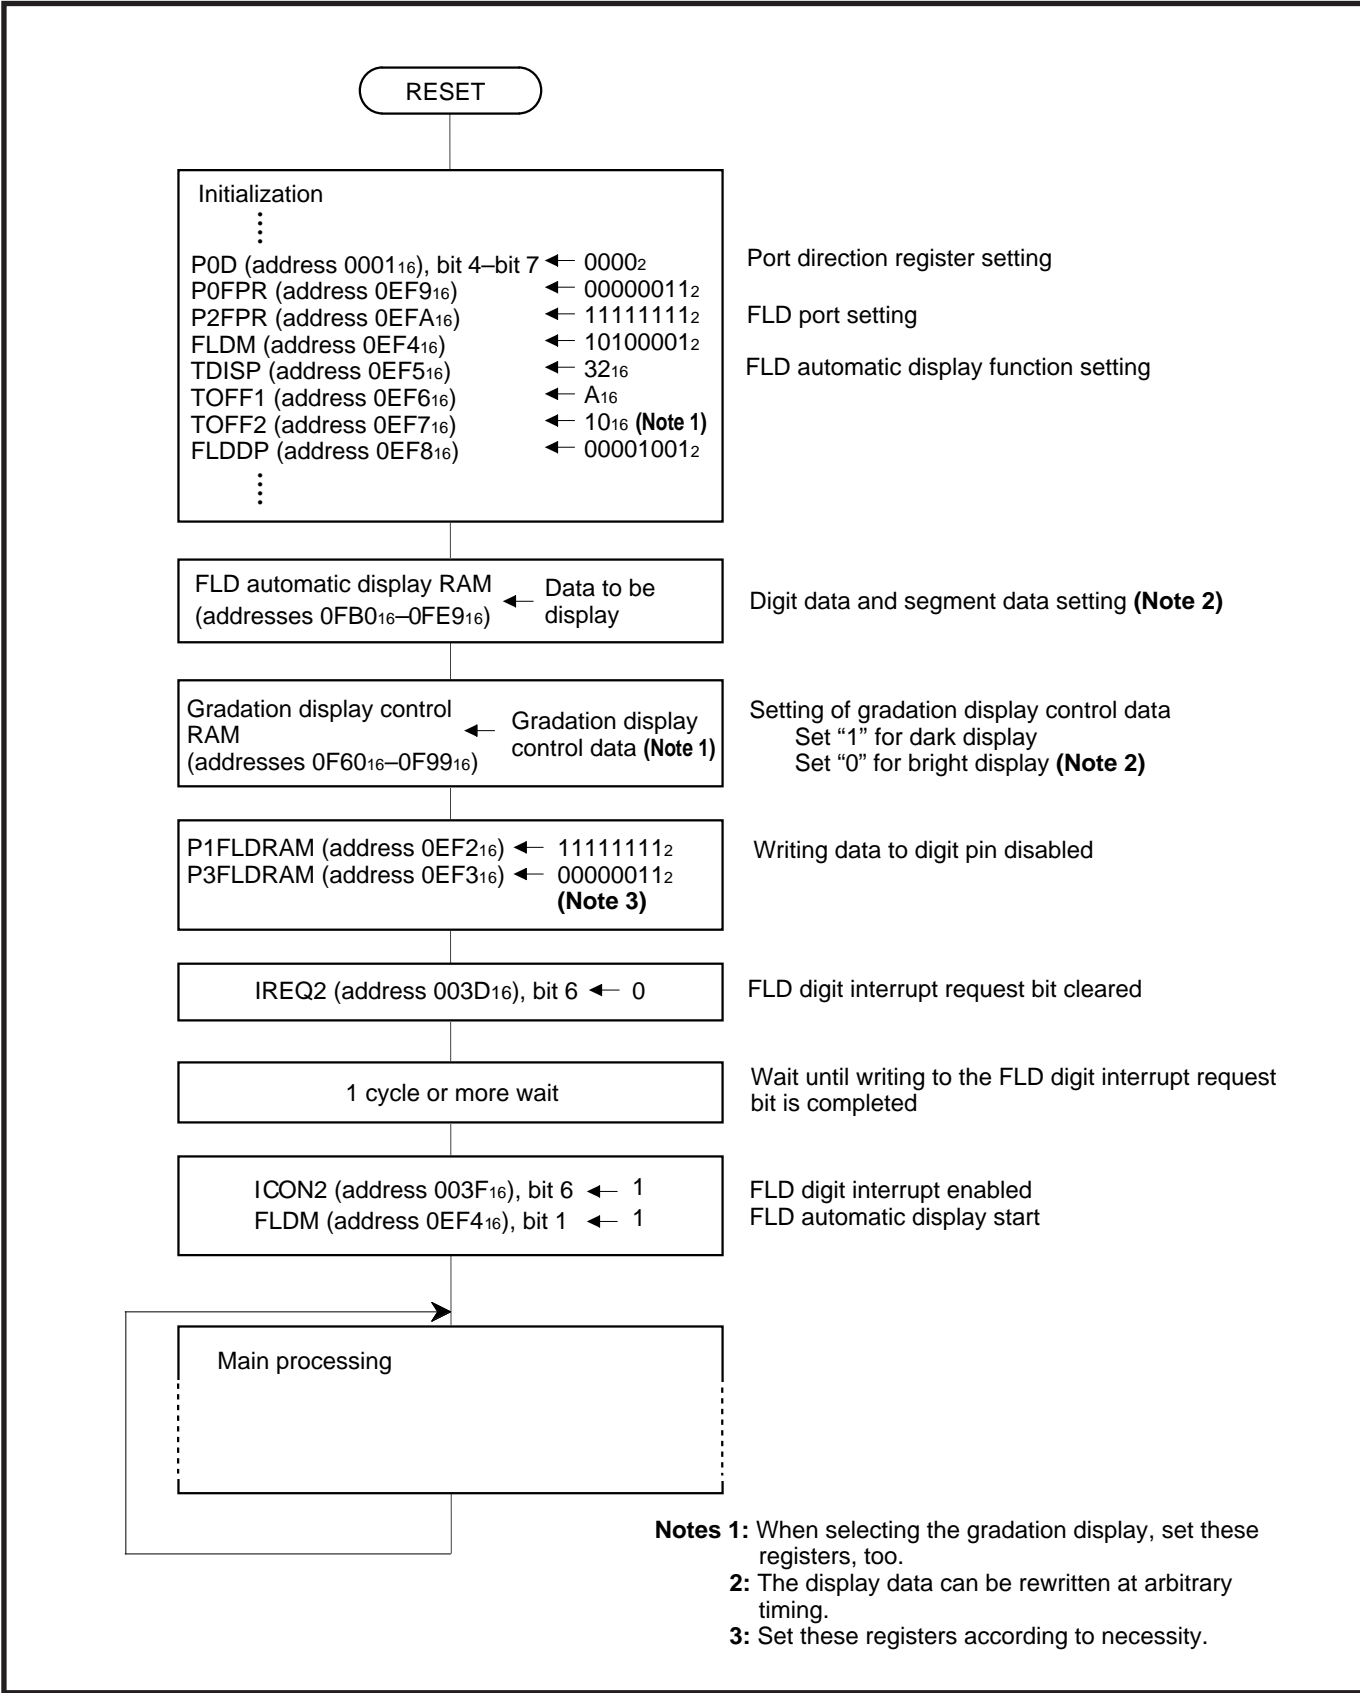 RESET
Initialization
P0D (address 0001₁₆), bit 4–bit 7 ← 0000₂ Port direction register setting
P0FPR (address 0EF9₁₆) ← 00000011₂
P2FPR (address 0EFA₁₆) ← 11111111₂ FLD port setting
FLDM (address 0EF4₁₆) ← 10100001₂
TDISP (address 0EF5₁₆) ← 32₁₆ FLD automatic display function setting
TOFF1 (address 0EF6₁₆) ← A₁₆
TOFF2 (address 0EF7₁₆) ← 10₁₆ (Note 1)
FLDDP (address 0EF8₁₆) ← 00001001₂
FLD automatic display RAM
(addresses 0FB0₁₆–0FE9₁₆)
← Data to be
display
Digit data and segment data setting (Note 2)
Gradation display control
RAM
(addresses 0F60₁₆–0F99₁₆)
← Gradation display
control data (Note 1)
Setting of gradation display control data
Set “1” for dark display
Set “0” for bright display (Note 2)
P1FLDRAM (address 0EF2₁₆) ← 11111111₂ Writing data to digit pin disabled
P3FLDRAM (address 0EF3₁₆) ← 00000011₂
(Note 3)
IREQ2 (address 003D₁₆), bit 6 ← 0 FLD digit interrupt request bit cleared
1 cycle or more wait
Wait until writing to the FLD digit interrupt request
bit is completed
ICON2 (address 003F₁₆), bit 6 ← 1 FLD digit interrupt enabled
FLDM (address 0EF4₁₆), bit 1 ← 1 FLD automatic display start
Main processing
Notes 1: When selecting the gradation display, set these
registers, too.
2: The display data can be rewritten at arbitrary
timing.
3: Set these registers according to necessity.